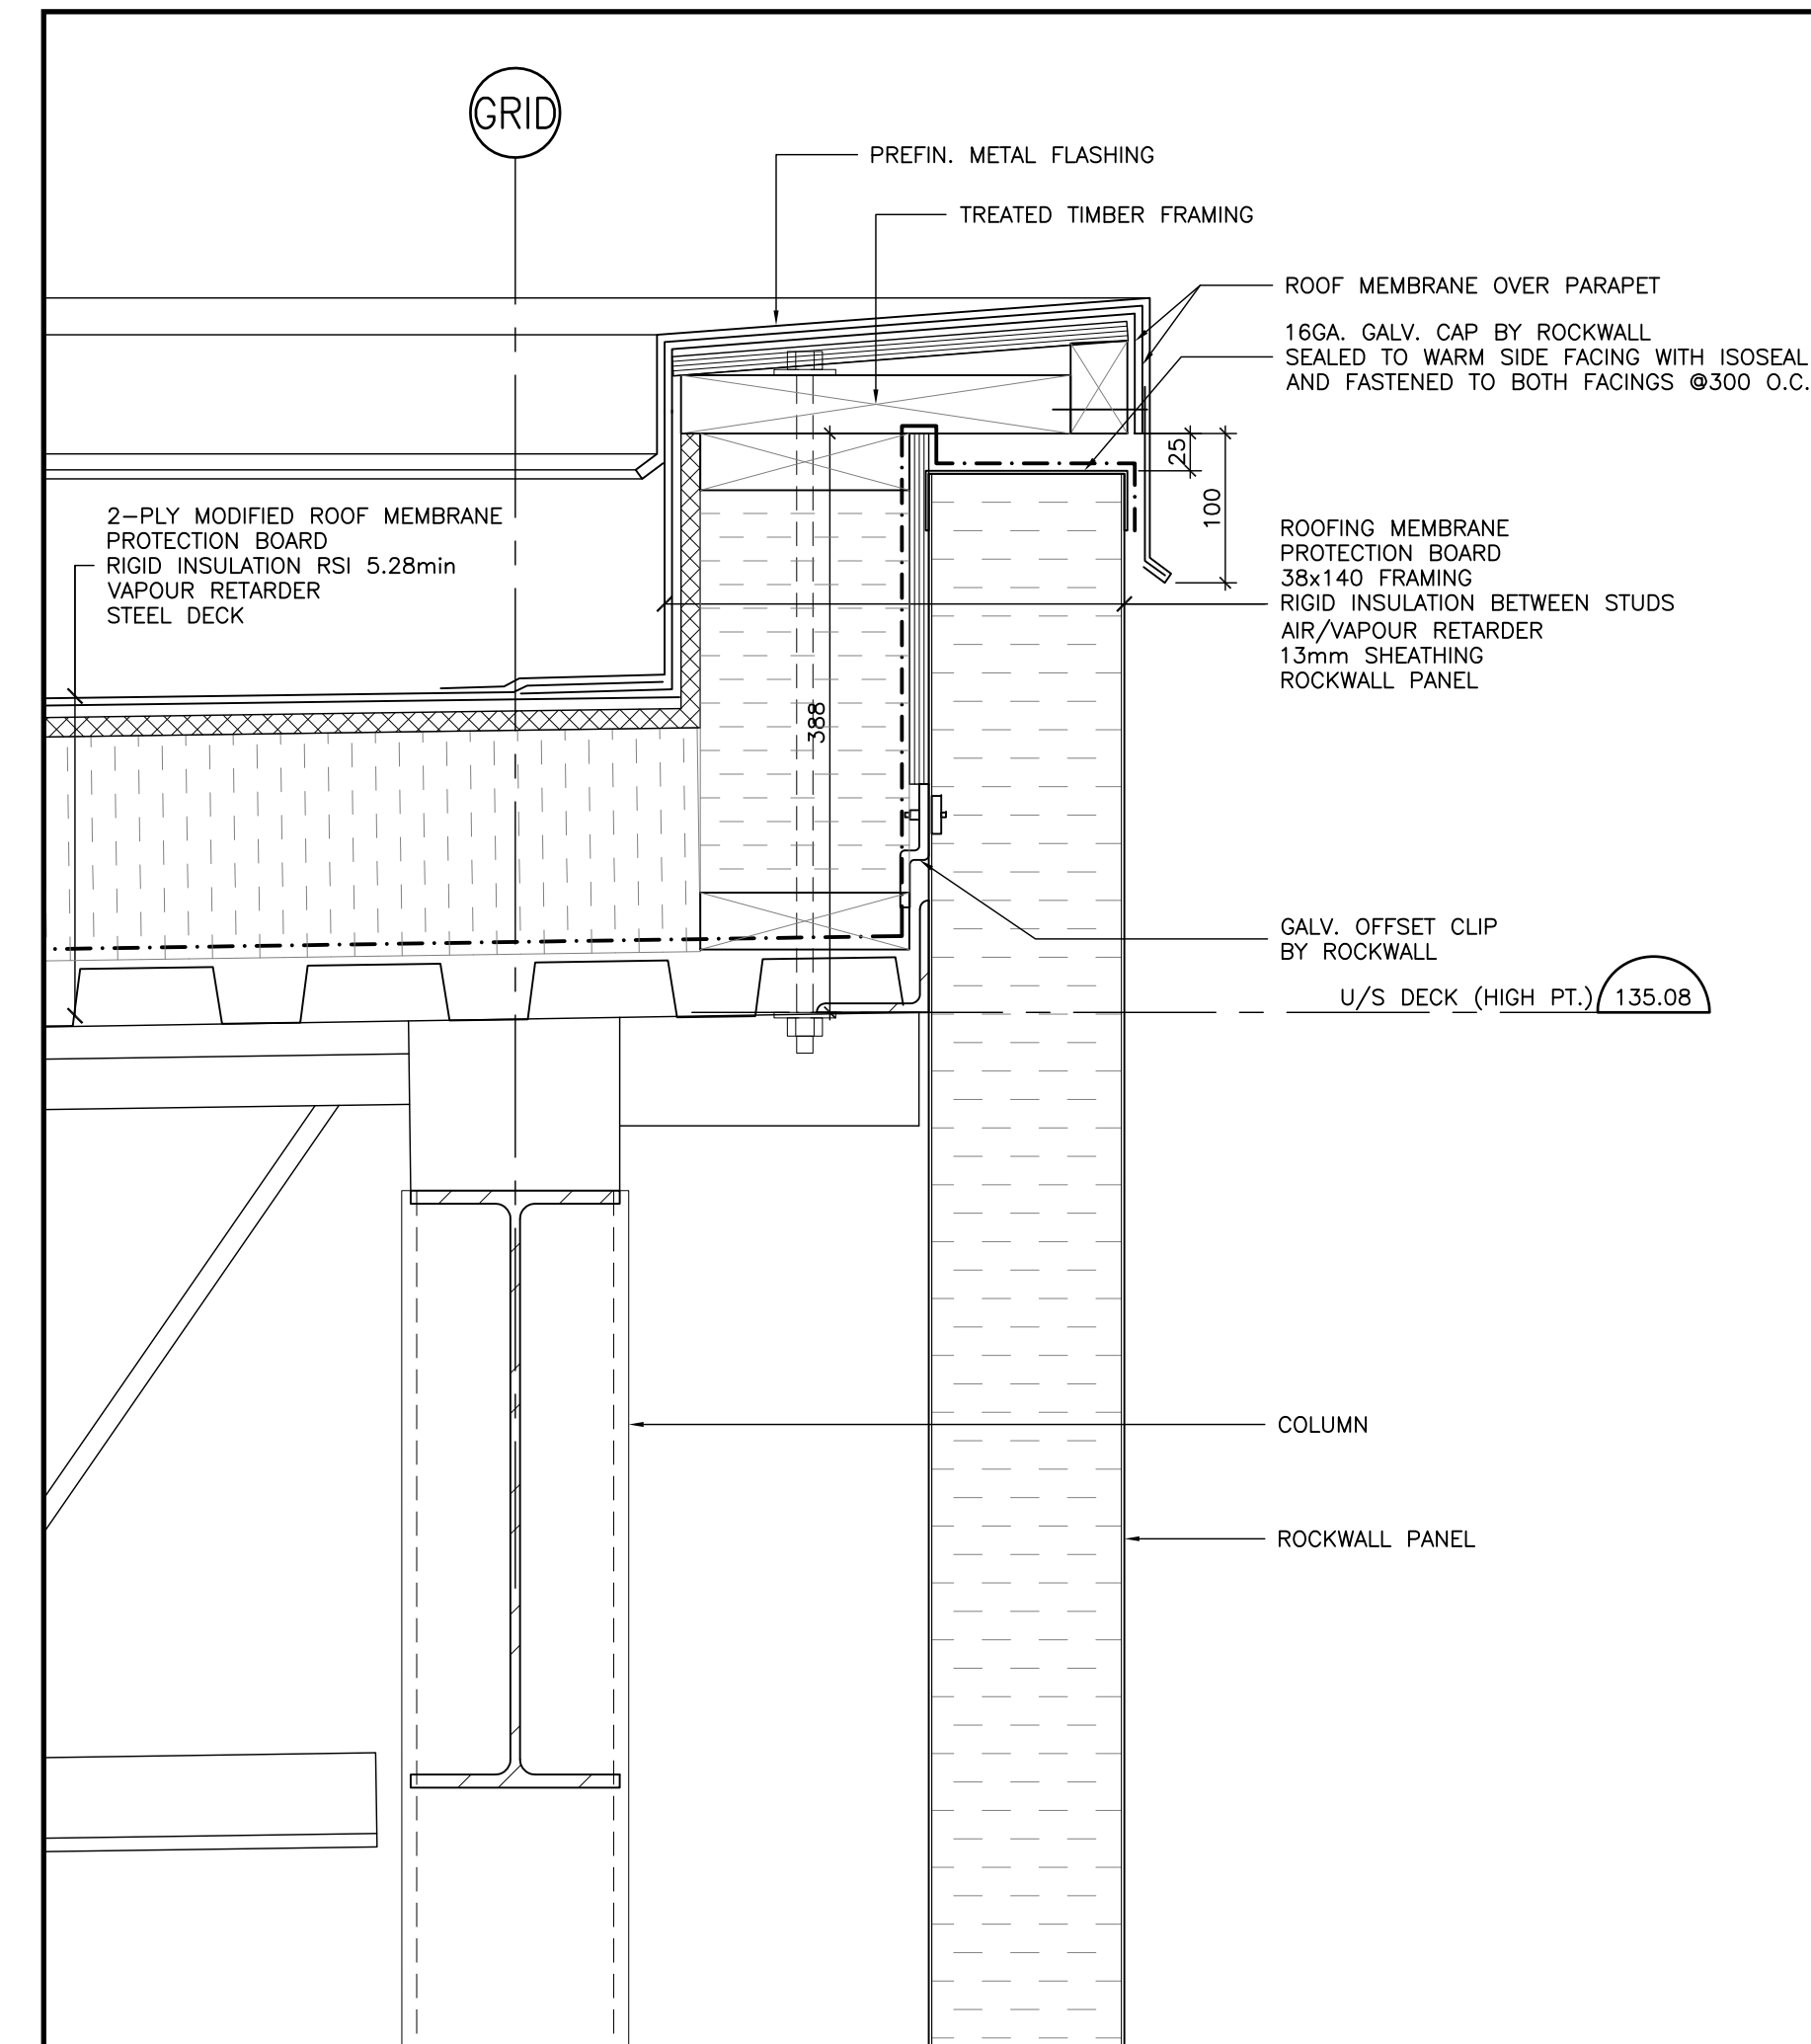 GRID
PREFIN. METAL FLASHING
TREATED TIMBER FRAMING
ROOF MEMBRANE OVER PARAPET
16GA. GALV. CAP BY ROCKWALL
SEALED TO WARM SIDE FACING WITH ISOSEAL
AND FASTENED TO BOTH FACINGS @300 O.C.
25
100
2-PLY MODIFIED ROOF MEMBRANE
PROTECTION BOARD
RIGID INSULATION RSI 5.28min
VAPOUR RETARDER
STEEL DECK
ROOFING MEMBRANE
PROTECTION BOARD
38x140 FRAMING
RIGID INSULATION BETWEEN STUDS
AIR/VAPOUR RETARDER
13mm SHEATHING
ROCKWALL PANEL
388
GALV. OFFSET CLIP
BY ROCKWALL
U/S DECK (HIGH PT.) 135.08
COLUMN
ROCKWALL PANEL